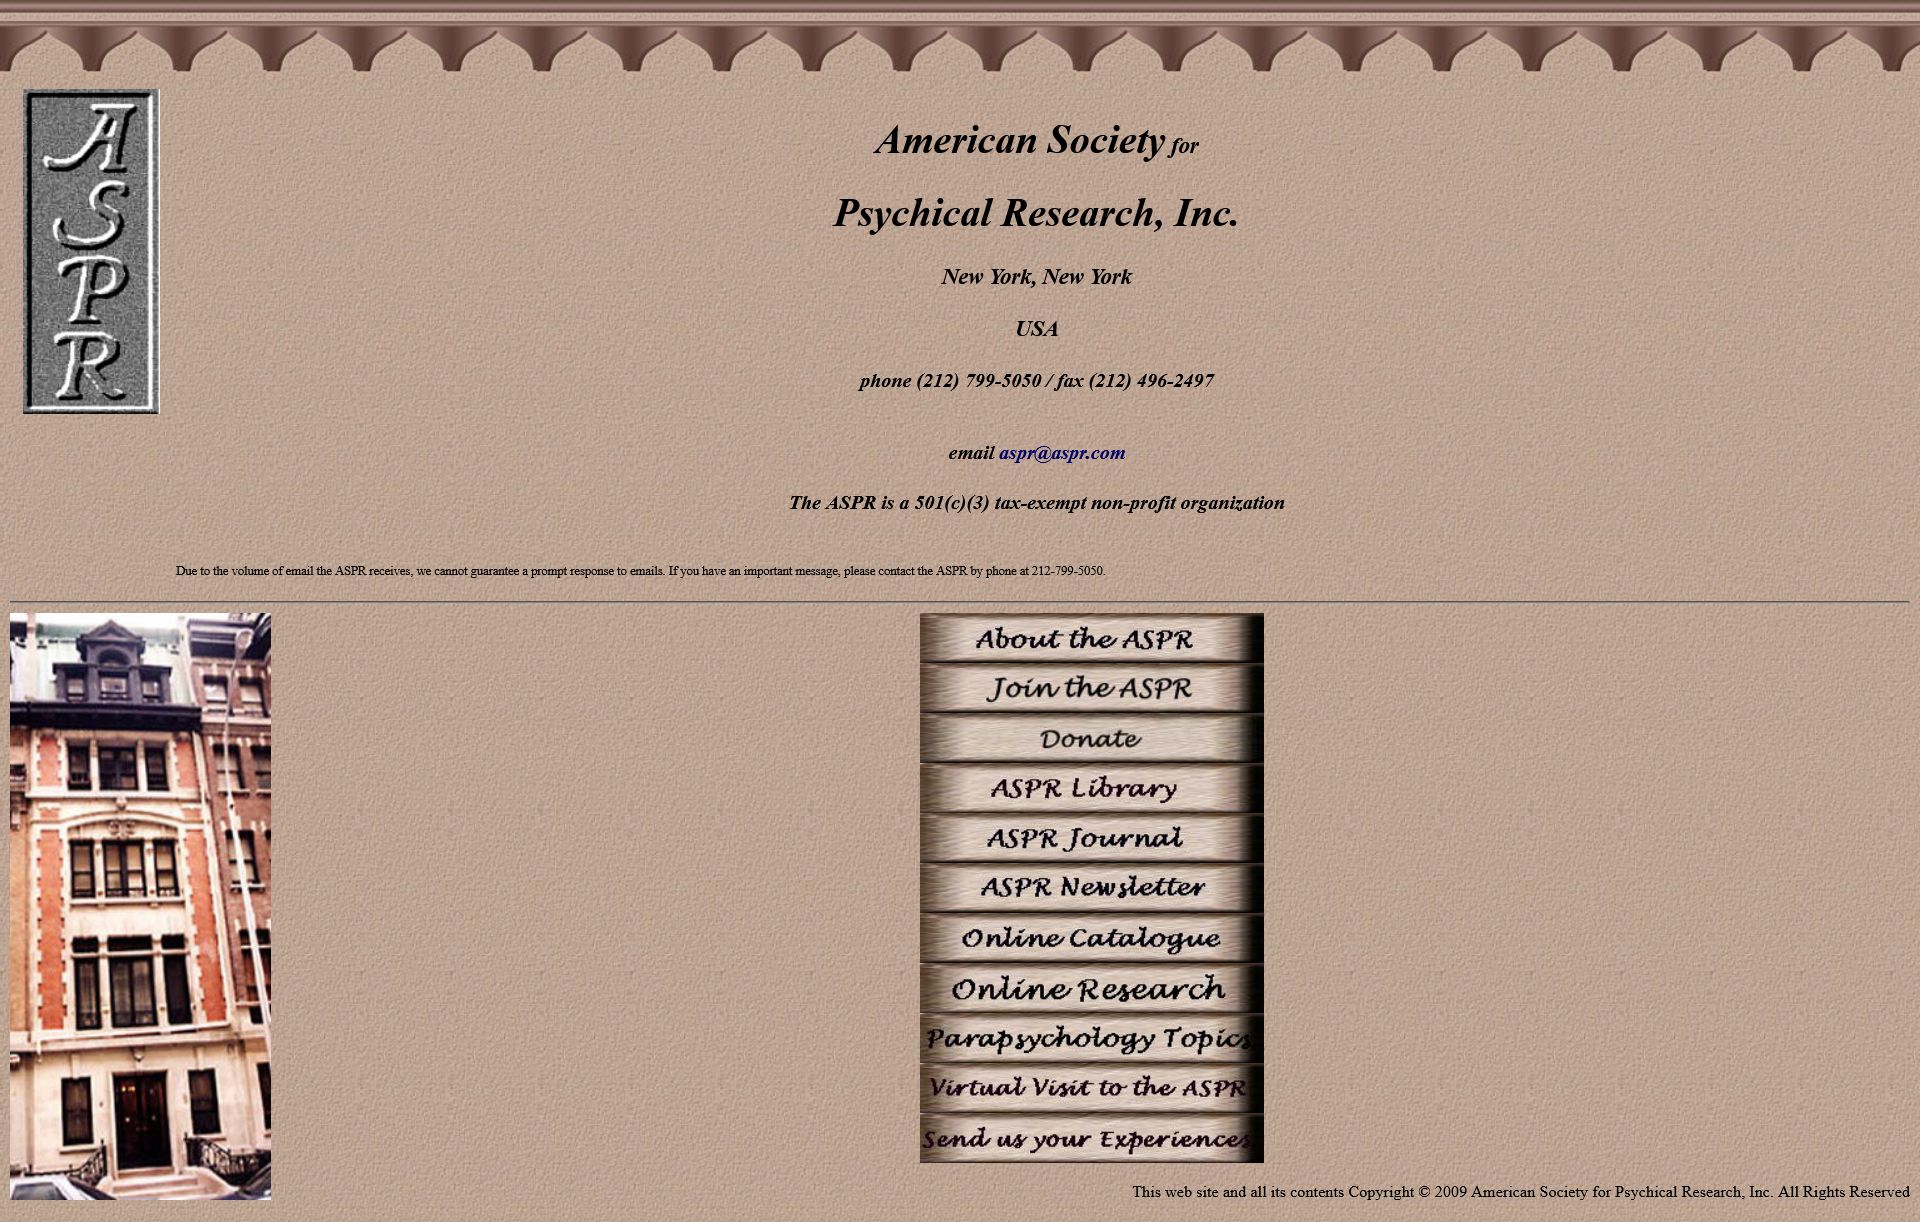 A
S
P
R
American Society for
Psychical Research, Inc.
New York, New York
USA
phone (212) 799-5050 / fax (212) 496-2497
email aspr@aspr.com
The ASPR is a 501(c)(3) tax-exempt non-profit organization
Due to the volume of email the ASPR receives, we cannot guarantee a prompt response to emails. If you have an important message, please contact the ASPR by phone at 212-799-5050.
About the ASPR
Join the ASPR
Donate
ASPR Library
ASPR Journal
ASPR Newsletter
Online Catalogue
Online Research
Parapsychology Topics
Virtual Visit to the ASPR
Send us your Experiences
This web site and all its contents Copyright © 2009 American Society for Psychical Research, Inc. All Rights Reserved